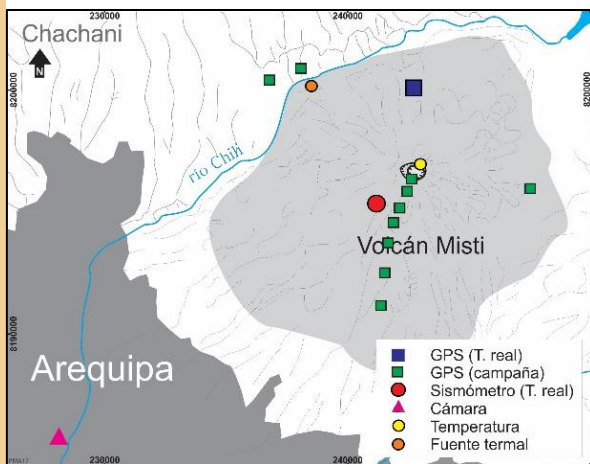 230000
240000
Chachani
N
8200000
8200000
río Chili
Volcán Misti
8190000
Arequipa
GPS (T. real)
GPS (campaña)
Sismómetro (T. real)
Cámara
Temperatura
Fuente termal
230000
240000